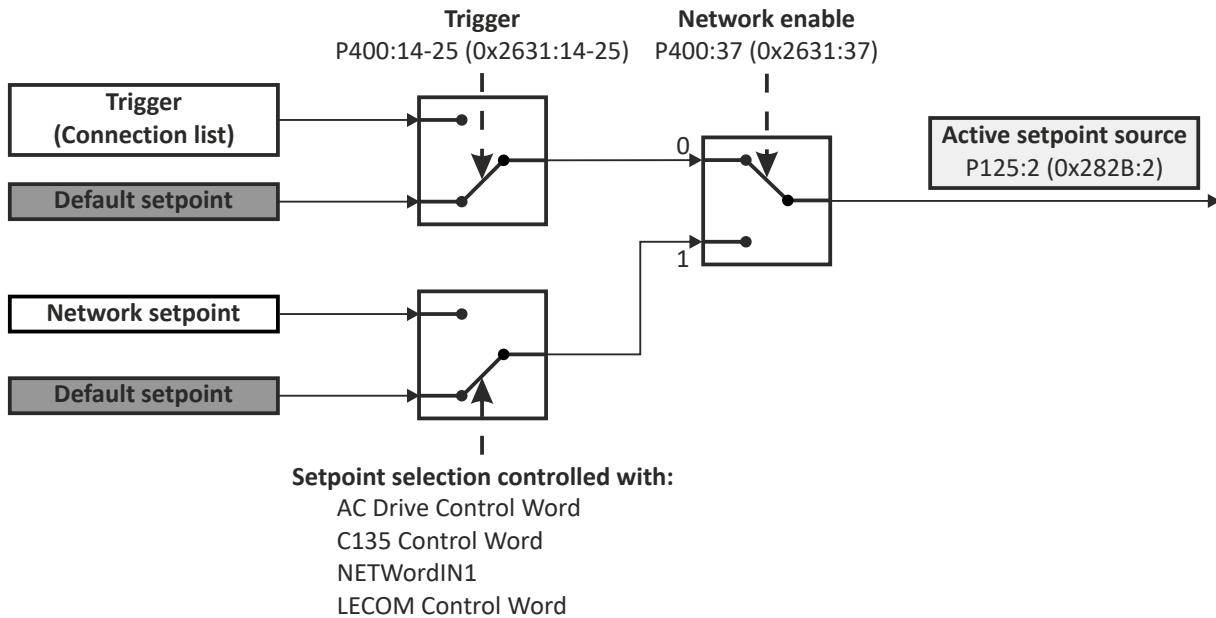 Trigger
P400:14-25 (0x2631:14-25)
Network enable
P400:37 (0x2631:37)
Trigger
(Connection list)
Default setpoint
0
1
Active setpoint source
P125:2 (0x282B:2)
Network setpoint
Default setpoint
Setpoint selection controlled with:
AC Drive Control Word
C135 Control Word
NETWordIN1
LECOM Control Word